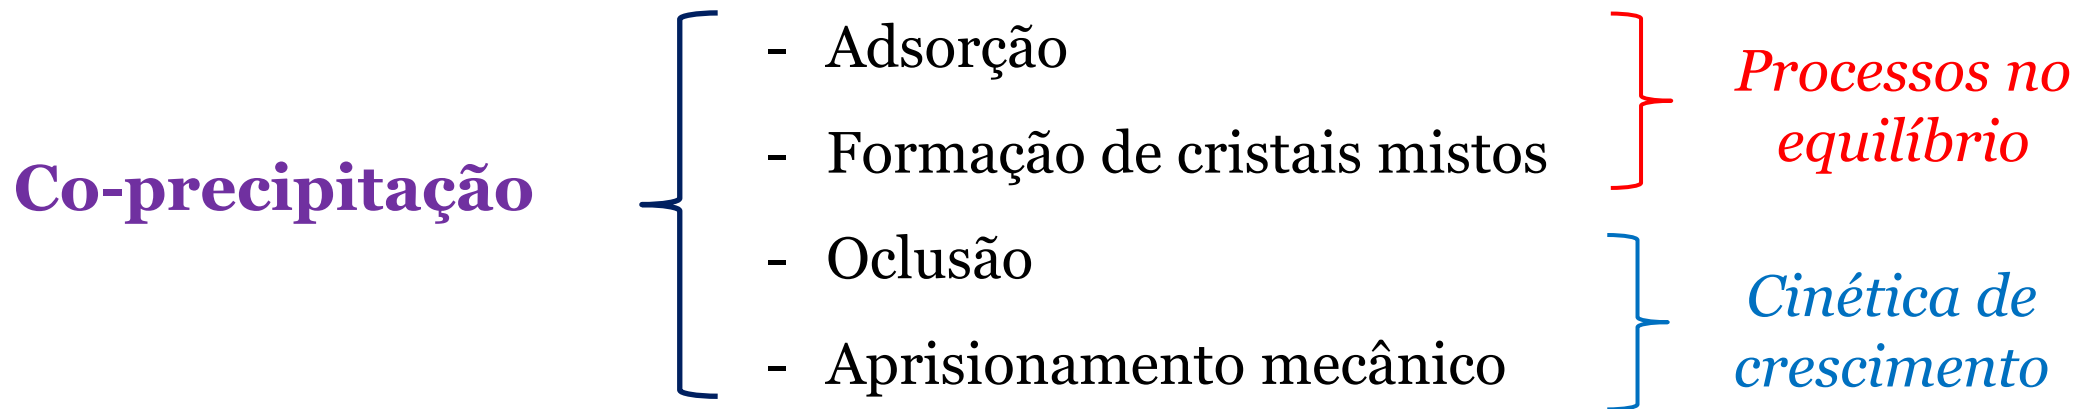 Co-precipitação
- Adsorção
- Formação de cristais mistos
- Oclusão
- Aprisionamento mecânico
Processos no
equilíbrio
Cinética de
crescimento